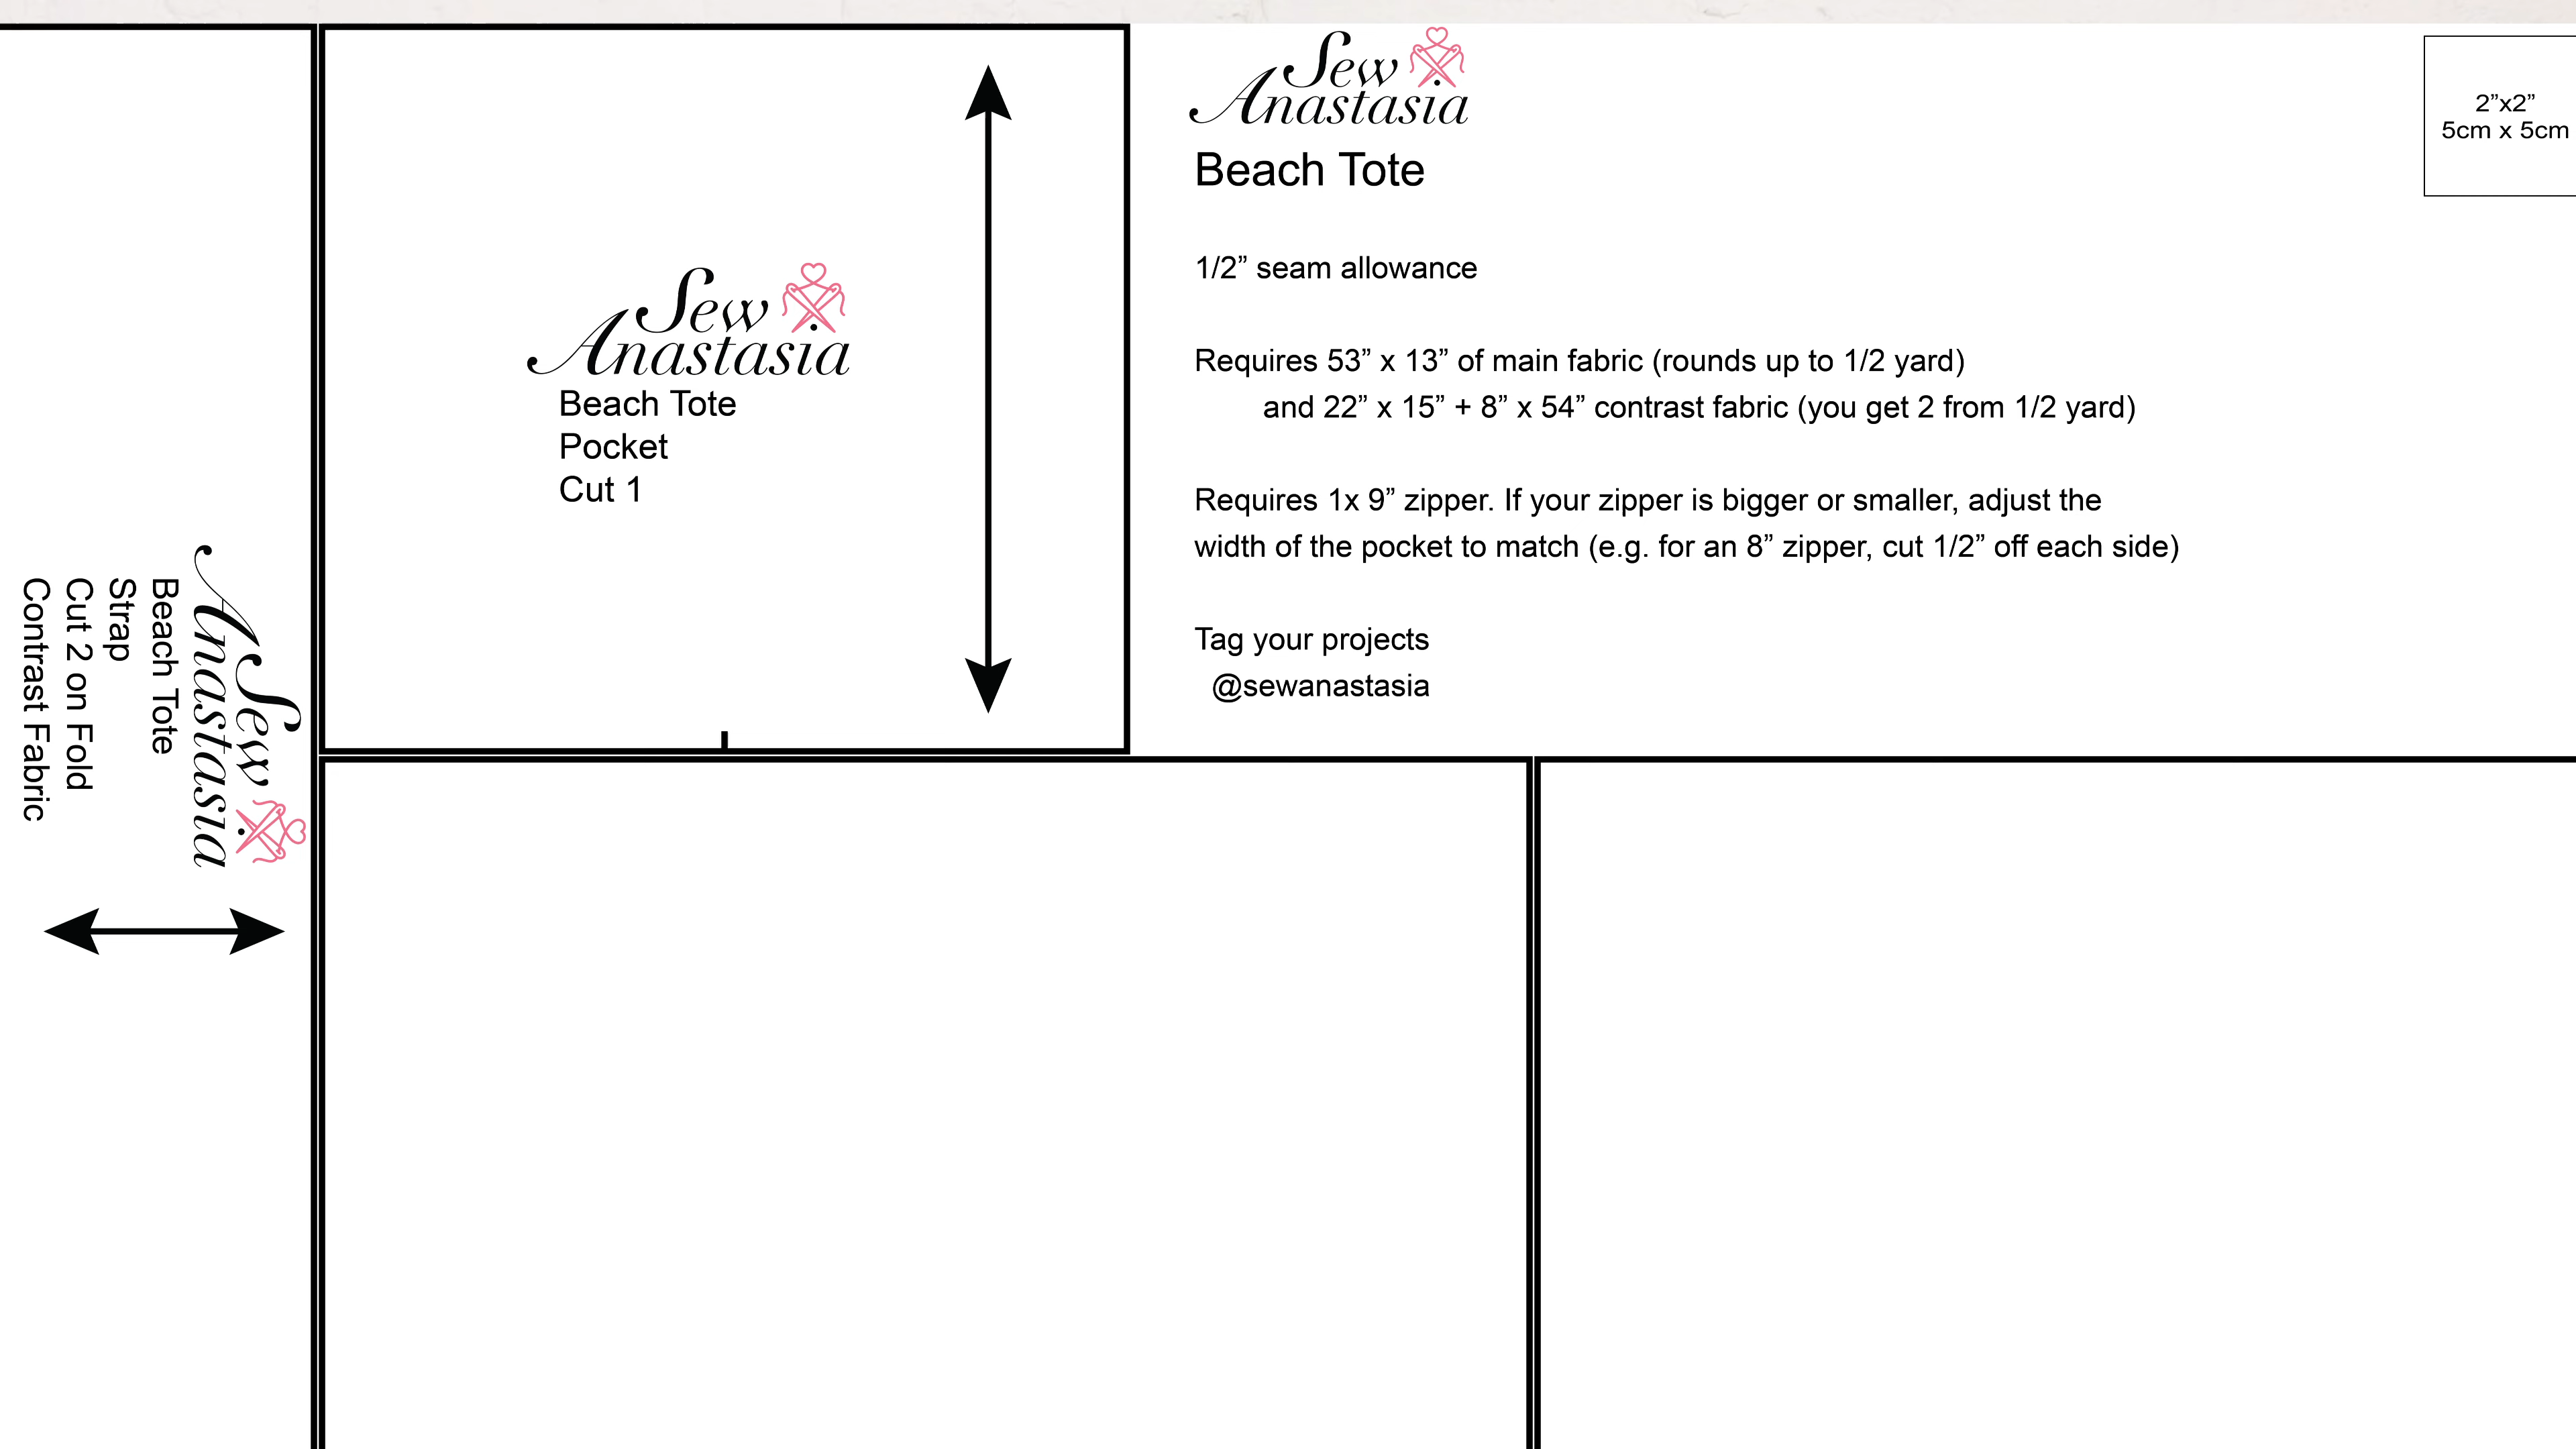 Sew
Anastasia
Beach Tote
Strap
Cut 2 on Fold
Contrast Fabric
Sew
Anastasia
Beach Tote
Pocket
Cut 1
Sew
Anastasia
Beach Tote
1/2” seam allowance
Requires 53” x 13” of main fabric (rounds up to 1/2 yard)
and 22” x 15” + 8” x 54” contrast fabric (you get 2 from 1/2 yard)
Requires 1x 9” zipper. If your zipper is bigger or smaller, adjust the
width of the pocket to match (e.g. for an 8” zipper, cut 1/2” off each side)
Tag your projects
@sewanastasia
2”x2”
5cm x 5cm